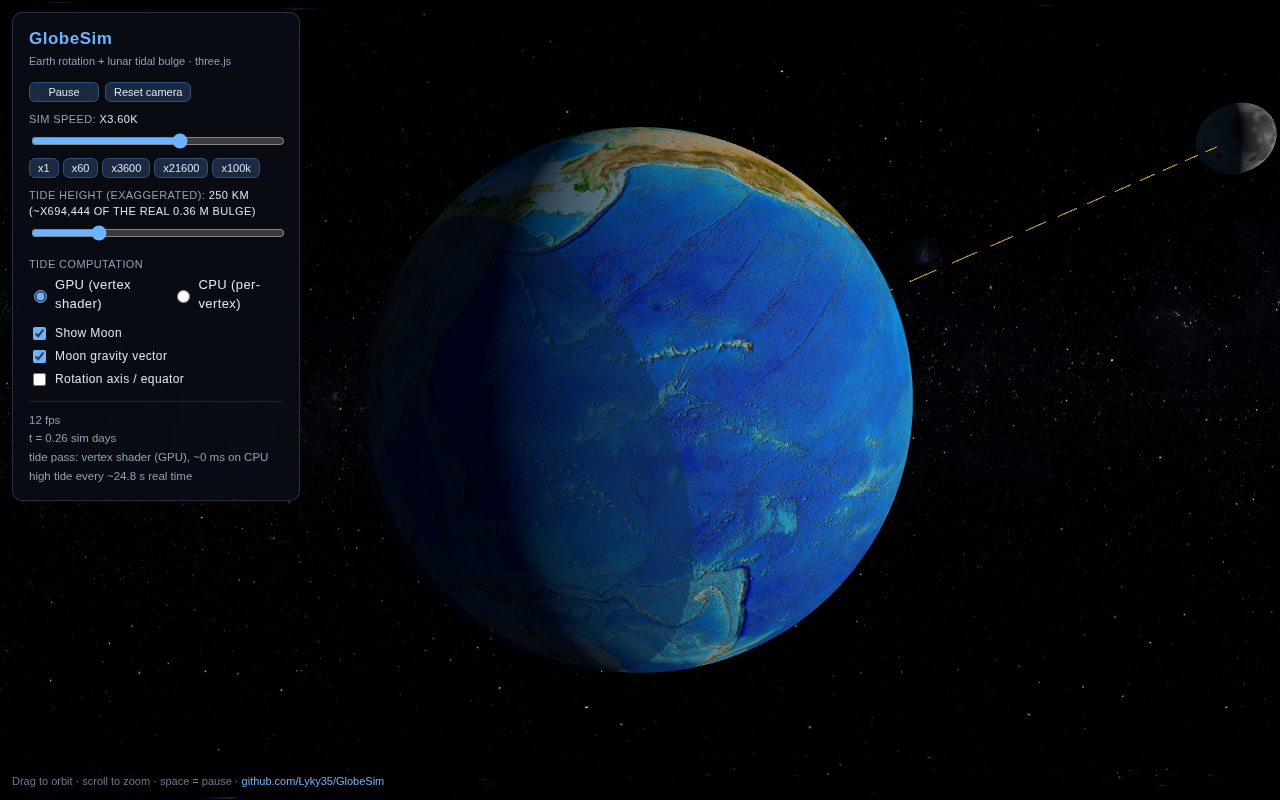 GlobeSim
Earth rotation + lunar tidal bulge · three.js
Pause Reset camera
SIM SPEED: X3.60K
x1 x60 x3600 x21600 x100k
TIDE HEIGHT (EXAGGERATED): 250 KM
(~X694,444 OF THE REAL 0.36 M BULGE)
TIDE COMPUTATION
GPU (vertex shader) CPU (per-vertex)
Show Moon
Moon gravity vector
Rotation axis / equator
12 fps
t = 0.26 sim days
tide pass: vertex shader (GPU), ~0 ms on CPU
high tide every ~24.8 s real time
Drag to orbit · scroll to zoom · space = pause · github.com/Lyky35/GlobeSim